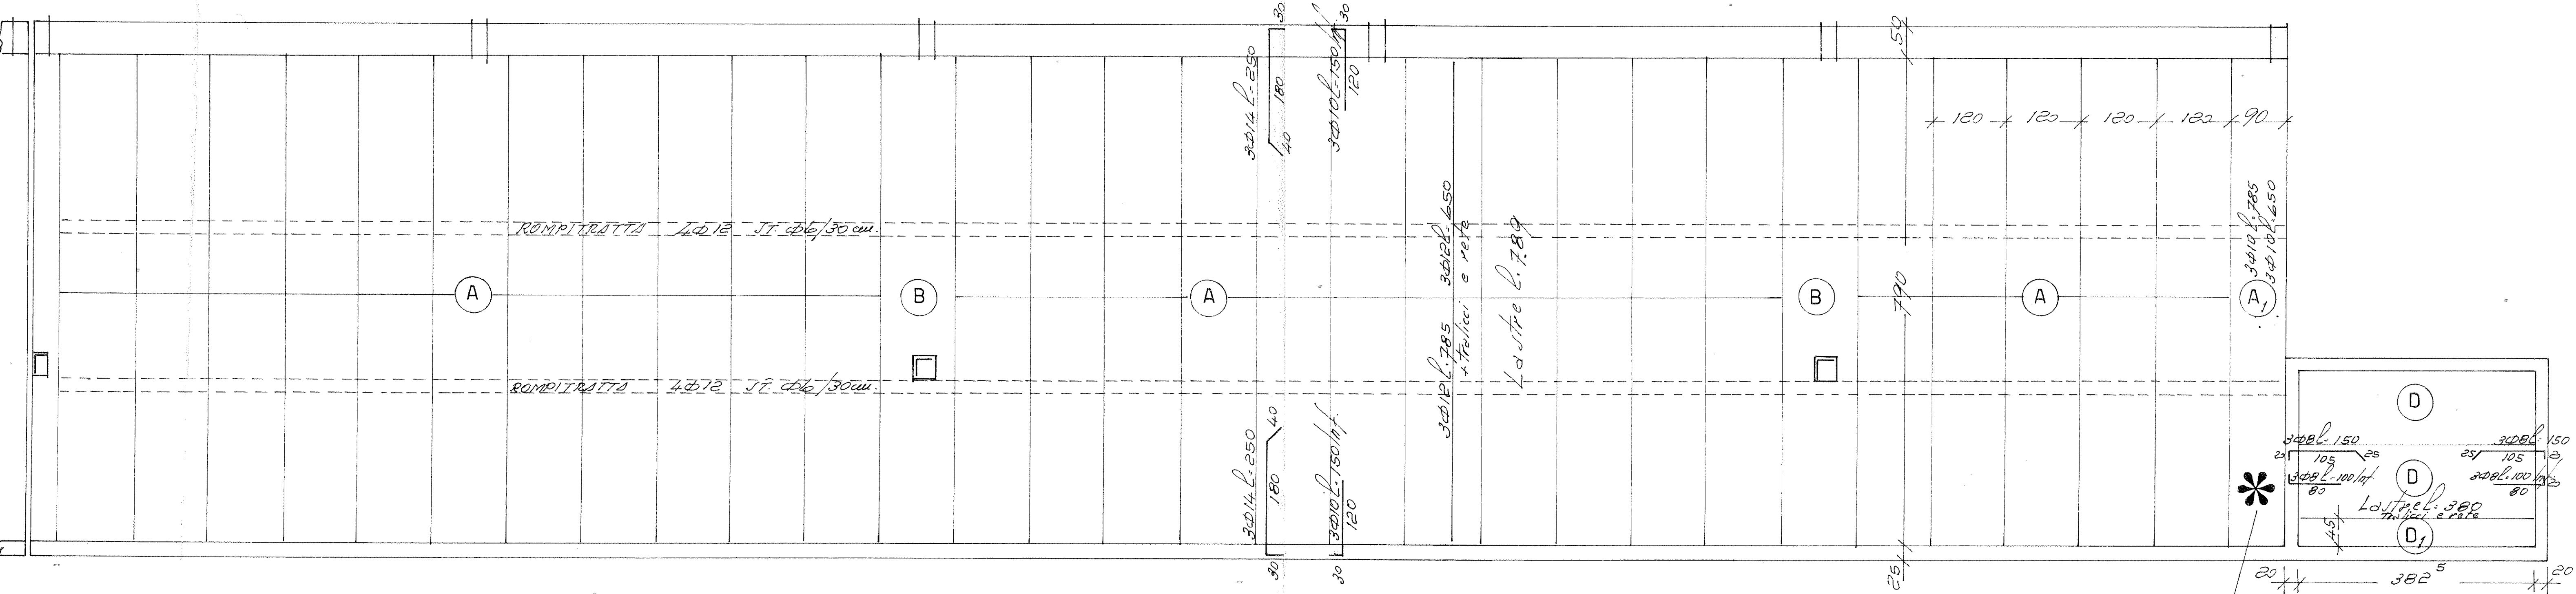 30
30
50
3Φ14 l=250
180
40
3Φ10 l=150 Inf
120
120
120
120
120
90
ROMPITRATTA 4Φ12 ST. Φ6/30 cm.
3Φ12 l.785 3Φ12 l.650
+ tralicci e rete
Lastre l.789
3Φ10 l.785
3Φ10 l.650
A
B
A
B
790
A
A1
ROMPITRATTA 4Φ12 ST. Φ6/30 cm.
3Φ14 l=250
180
40
3Φ10 l=150 Inf.
120
30
30
25
D
3Φ8 l.150
3Φ8 l.150
105
25
25
105
3Φ8 l.100 Inf
80
D
3Φ8 l.100 Inf
80
20
Lastre l=380
tralicci e rete
45
D1
20
382⁵
20